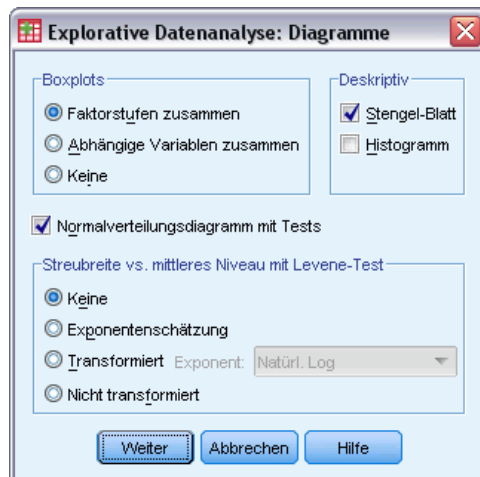 Explorative Datenanalyse: Diagramme
Boxplots
Faktorstufen zusammen
Abhängige Variablen zusammen
Keine
Deskriptiv
Stengel-Blatt
Histogramm
Normalverteilungsdiagramm mit Tests
Streubreite vs. mittleres Niveau mit Levene-Test
Keine
Exponentenschätzung
Transformiert Exponent: Natürl. Log
Nicht transformiert
Weiter Abbrechen Hilfe